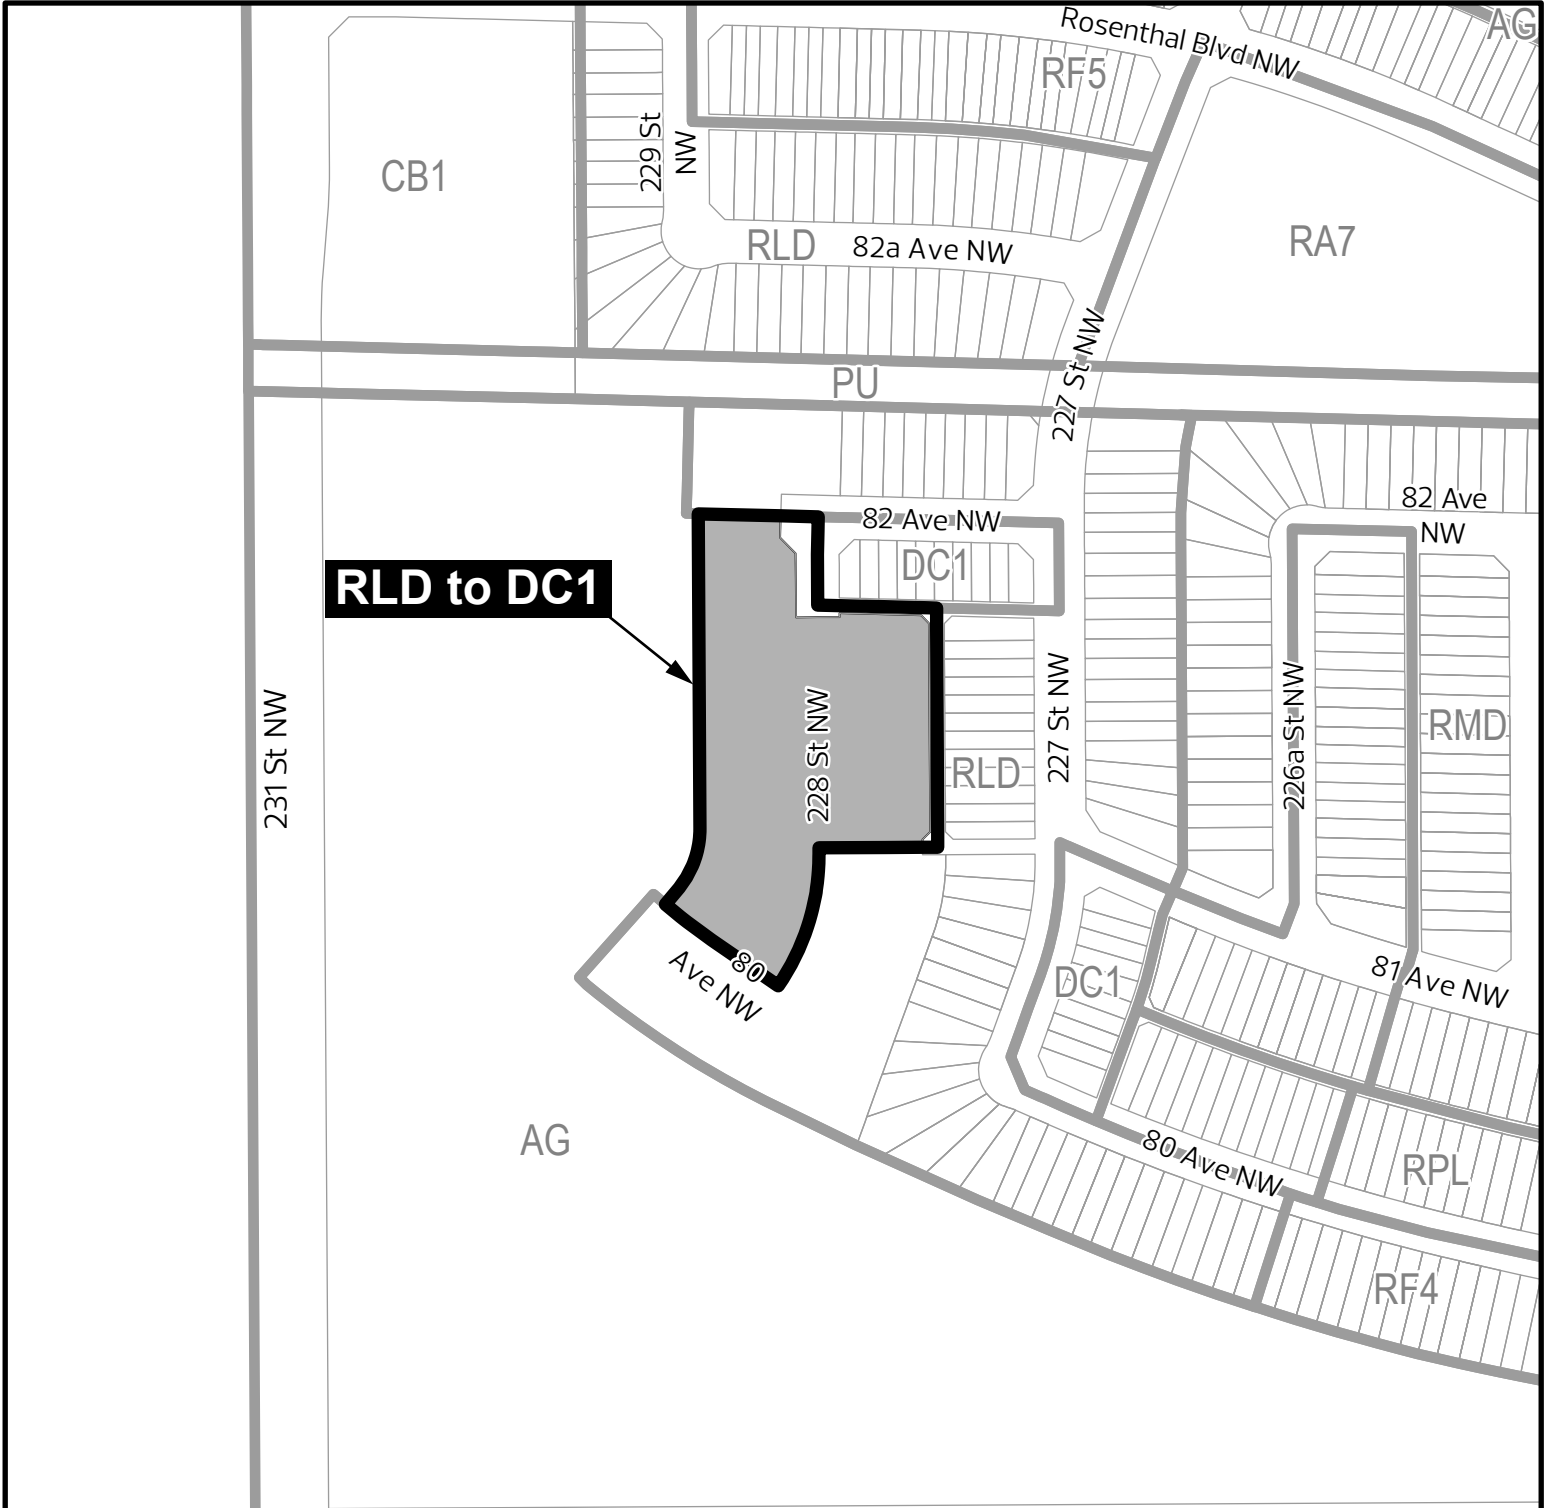 Rosenthal Blvd NW
AG
RF5
229 St
NW
CB1
RLD
82a Ave NW
RA7
227 St NW
PU
82 Ave NW
82 Ave
NW
DC1
RLD to DC1
231 St NW
228 St NW
RLD
227 St NW
226a St NW
RMD
80
Ave NW
DC1
81 Ave NW
AG
80 Ave NW
RPL
RF4